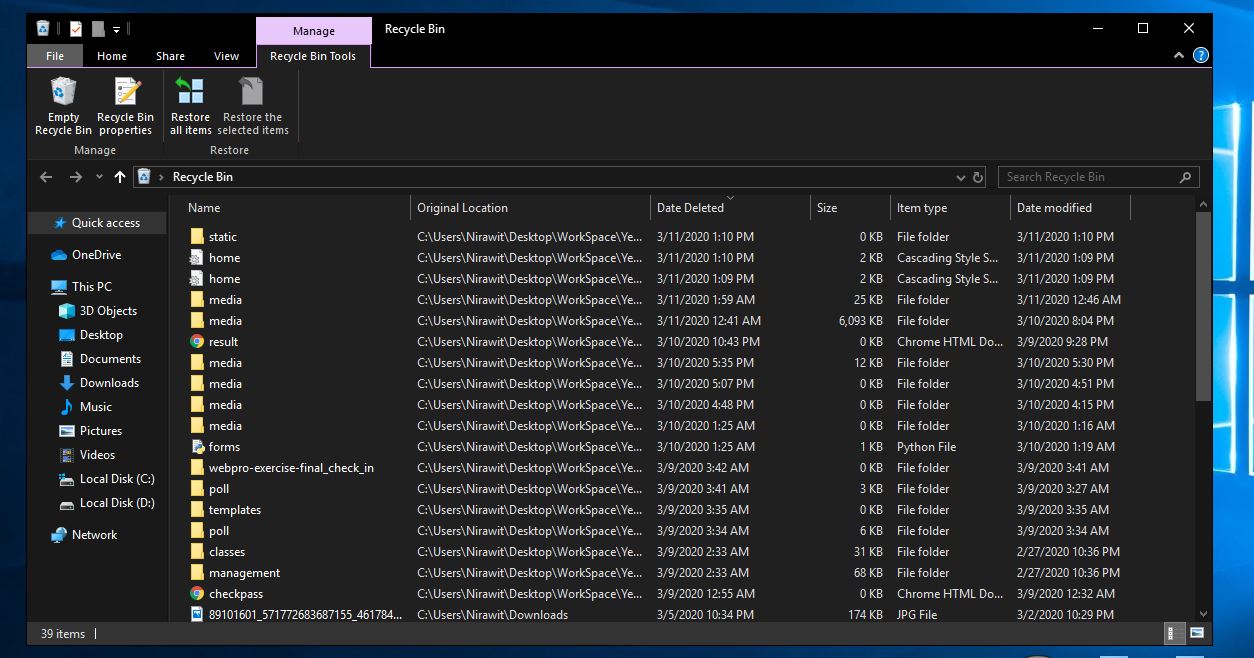 Manage Recycle Bin
File Home Share View Recycle Bin Tools
?
Empty Recycle Bin Recycle Bin properties Restore all items Restore the selected items
Manage Restore
Recycle Bin Search Recycle Bin
Quick access
OneDrive
This PC
3D Objects
Desktop
Documents
Downloads
Music
Pictures
Videos
Local Disk (C:)
Local Disk (D:)
Network
Name Original Location Date Deleted Size Item type Date modified
static C:\Users\Nirawit\Desktop\WorkSpace\Ye... 3/11/2020 1:10 PM 0 KB File folder 3/11/2020 1:10 PM
home C:\Users\Nirawit\Desktop\WorkSpace\Ye... 3/11/2020 1:10 PM 2 KB Cascading Style S... 3/11/2020 1:09 PM
home C:\Users\Nirawit\Desktop\WorkSpace\Ye... 3/11/2020 1:09 PM 2 KB Cascading Style S... 3/11/2020 1:09 PM
media C:\Users\Nirawit\Desktop\WorkSpace\Ye... 3/11/2020 1:59 AM 25 KB File folder 3/11/2020 12:46 AM
media C:\Users\Nirawit\Desktop\WorkSpace\Ye... 3/11/2020 12:41 AM 6,093 KB File folder 3/10/2020 8:04 PM
result C:\Users\Nirawit\Desktop\WorkSpace\Ye... 3/10/2020 10:43 PM 0 KB Chrome HTML Do... 3/9/2020 9:28 PM
media C:\Users\Nirawit\Desktop\WorkSpace\Ye... 3/10/2020 5:35 PM 12 KB File folder 3/10/2020 5:30 PM
media C:\Users\Nirawit\Desktop\WorkSpace\Ye... 3/10/2020 5:07 PM 0 KB File folder 3/10/2020 4:51 PM
media C:\Users\Nirawit\Desktop\WorkSpace\Ye... 3/10/2020 4:48 PM 0 KB File folder 3/10/2020 4:15 PM
media C:\Users\Nirawit\Desktop\WorkSpace\Ye... 3/10/2020 1:25 AM 0 KB File folder 3/10/2020 1:16 AM
forms C:\Users\Nirawit\Desktop\WorkSpace\Ye... 3/10/2020 1:25 AM 1 KB Python File 3/10/2020 1:19 AM
webpro-exercise-final_check_in C:\Users\Nirawit\Desktop\WorkSpace\Ye... 3/9/2020 3:42 AM 0 KB File folder 3/9/2020 3:41 AM
poll C:\Users\Nirawit\Desktop\WorkSpace\Ye... 3/9/2020 3:41 AM 3 KB File folder 3/9/2020 3:27 AM
templates C:\Users\Nirawit\Desktop\WorkSpace\Ye... 3/9/2020 3:35 AM 0 KB File folder 3/9/2020 3:35 AM
poll C:\Users\Nirawit\Desktop\WorkSpace\Ye... 3/9/2020 3:34 AM 6 KB File folder 3/9/2020 3:34 AM
classes C:\Users\Nirawit\Desktop\WorkSpace\Ye... 3/9/2020 2:33 AM 31 KB File folder 2/27/2020 10:36 PM
management C:\Users\Nirawit\Desktop\WorkSpace\Ye... 3/9/2020 2:33 AM 68 KB File folder 2/27/2020 10:36 PM
checkpass C:\Users\Nirawit\Desktop\WorkSpace\Ye... 3/9/2020 12:55 AM 0 KB Chrome HTML Do... 3/9/2020 12:32 AM
89101601_571772683687155_461784... C:\Users\Nirawit\Downloads 3/5/2020 10:34 PM 174 KB JPG File 3/2/2020 10:29 PM
39 items